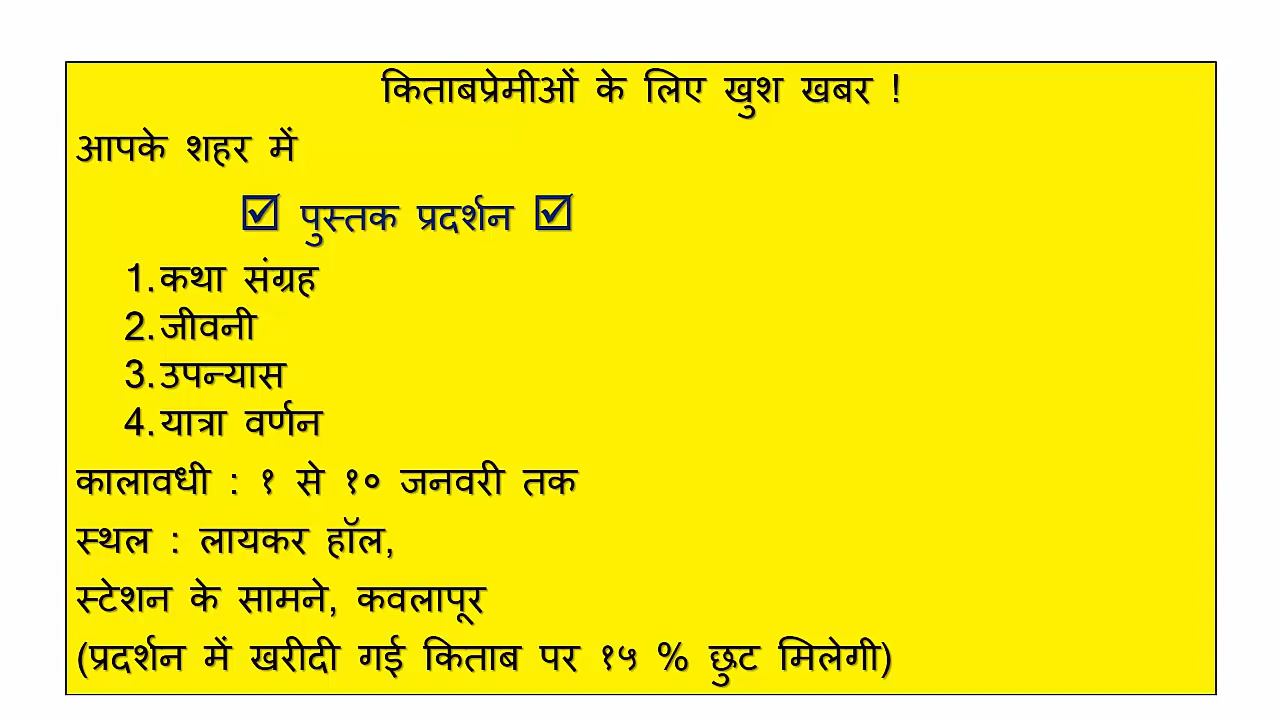 किताबप्रेमीओं के लिए खुश खबर !
आपके शहर में
☑ पुस्तक प्रदर्शन ☑
1.कथा संग्रह
2.जीवनी
3.उपन्यास
4.यात्रा वर्णन
कालावधी : १ से १० जनवरी तक
स्थल : लायकर हॉल,
स्टेशन के सामने, कवलापूर
(प्रदर्शन में खरीदी गई किताब पर १५ % छुट मिलेगी)